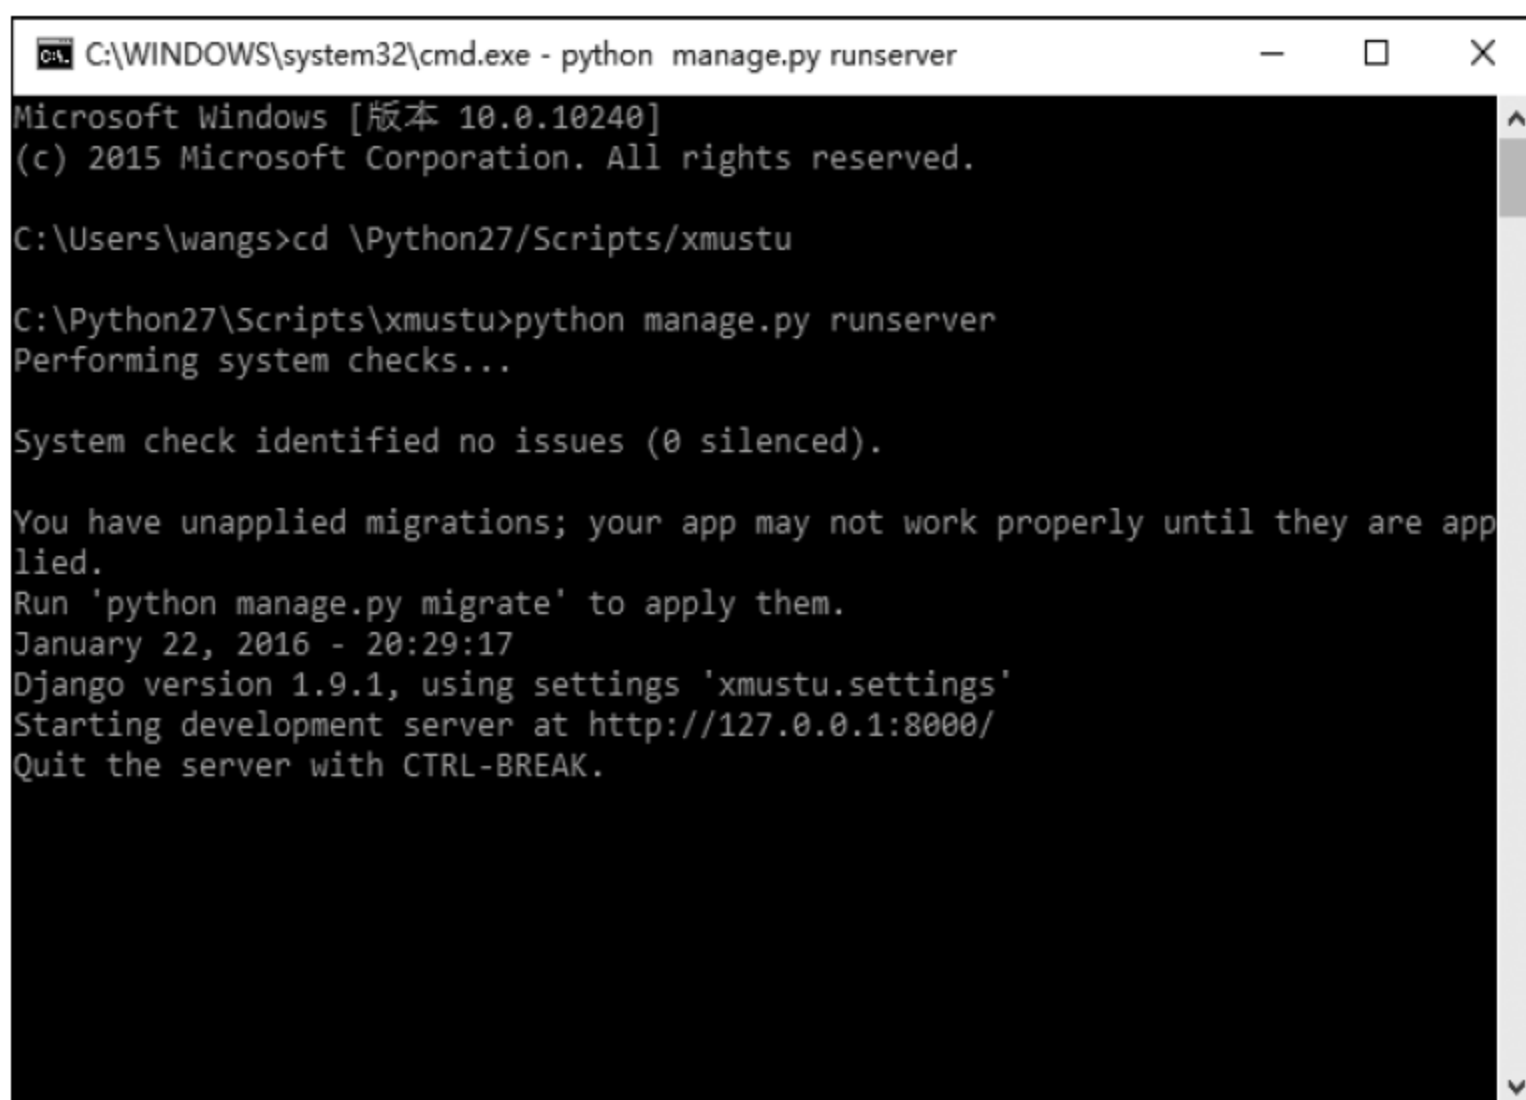 C:\WINDOWS\system32\cmd.exe - python  manage.py runserver
Microsoft Windows [版本 10.0.10240]
(c) 2015 Microsoft Corporation. All rights reserved.
C:\Users\wangs>cd \Python27/Scripts/xmustu
C:\Python27\Scripts\xmustu>python manage.py runserver
Performing system checks...
System check identified no issues (0 silenced).
You have unapplied migrations; your app may not work properly until they are app
lied.
Run 'python manage.py migrate' to apply them.
January 22, 2016 - 20:29:17
Django version 1.9.1, using settings 'xmustu.settings'
Starting development server at http://127.0.0.1:8000/
Quit the server with CTRL-BREAK.